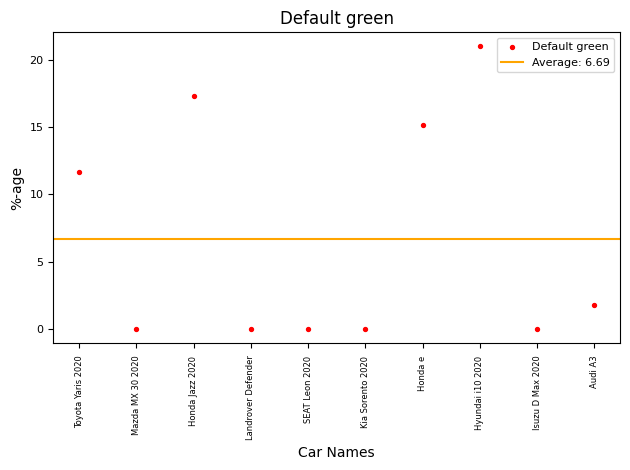 Default green
Default green
Average: 6.69
%-age
20
15
10
5
0
Toyota Yaris 2020
Mazda MX 30 2020
Honda Jazz 2020
Landrover Defender
SEAT Leon 2020
Kia Sorento 2020
Honda e
Hyundai i10 2020
Isuzu D Max 2020
Audi A3
Car Names